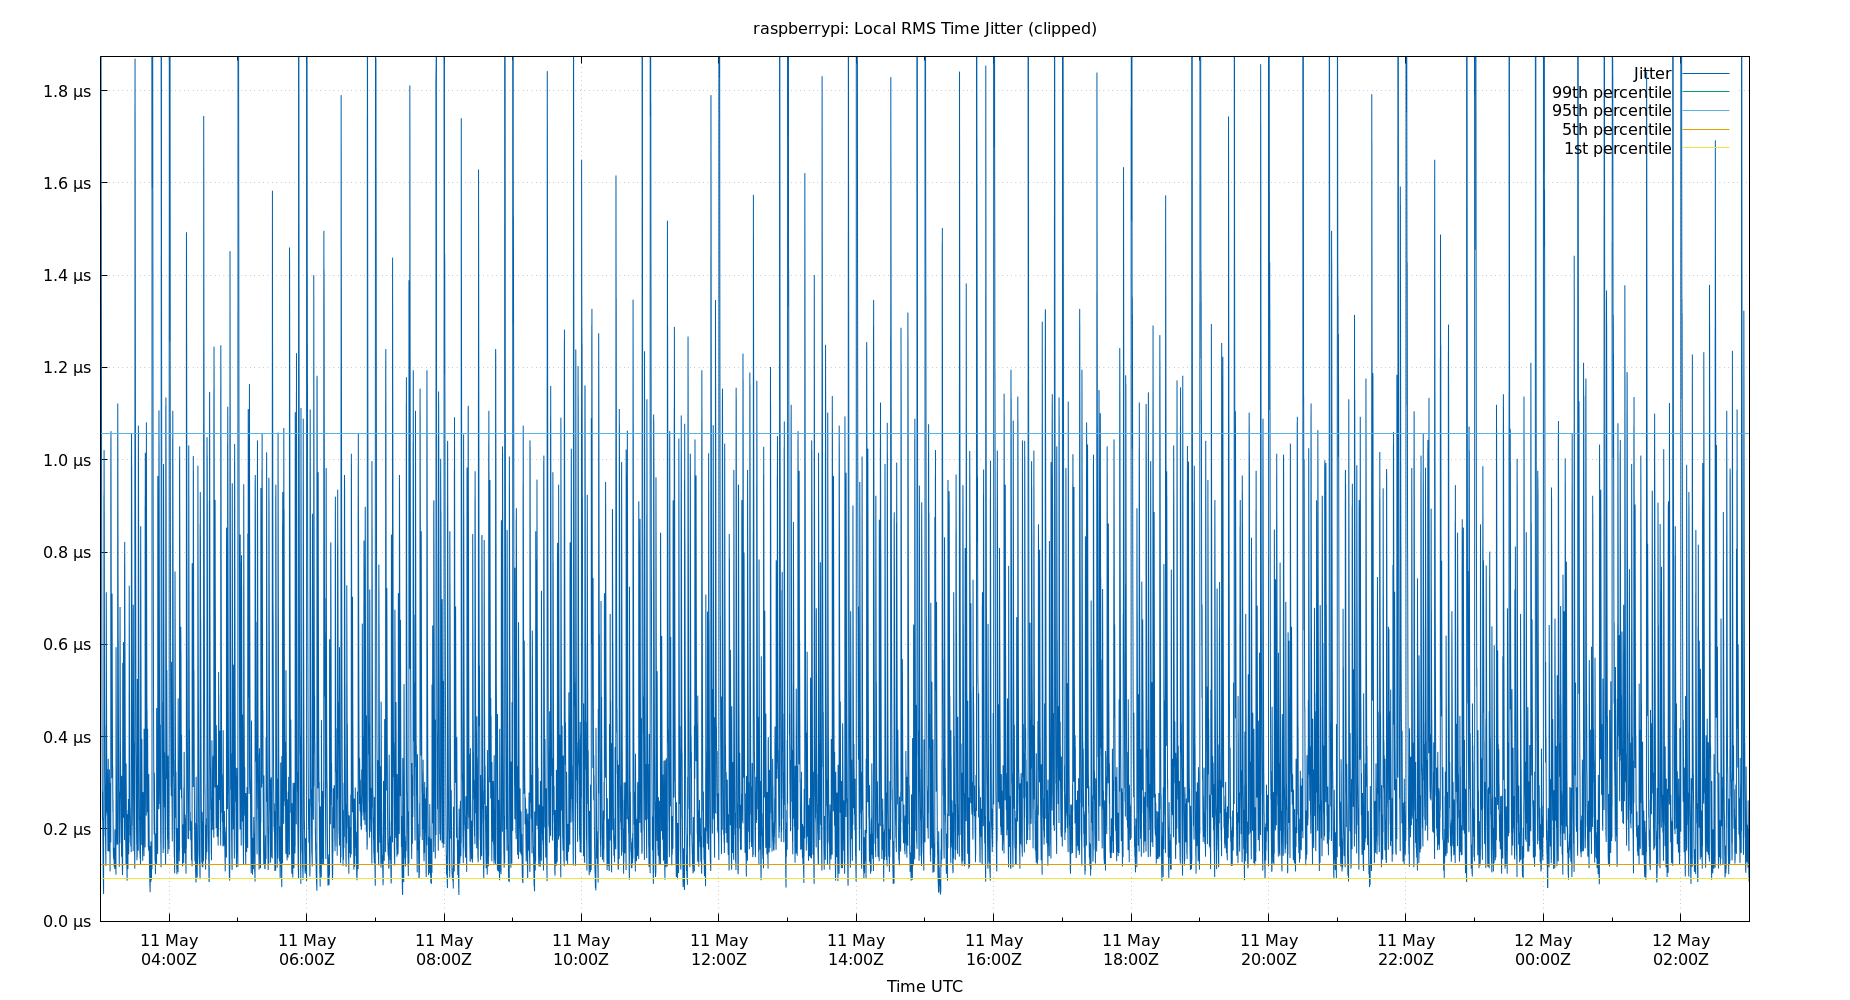 raspberrypi: Local RMS Time Jitter (clipped)
1.8 µs
1.6 µs
1.4 µs
1.2 µs
1.0 µs
0.8 µs
0.6 µs
0.4 µs
0.2 µs
0.0 µs
Jitter
99th percentile
95th percentile
5th percentile
1st percentile
11 May 11 May 11 May 11 May 11 May 11 May 11 May 11 May 11 May 11 May 12 May 12 May
04:00Z 06:00Z 08:00Z 10:00Z 12:00Z 14:00Z 16:00Z 18:00Z 20:00Z 22:00Z 00:00Z 02:00Z
Time UTC